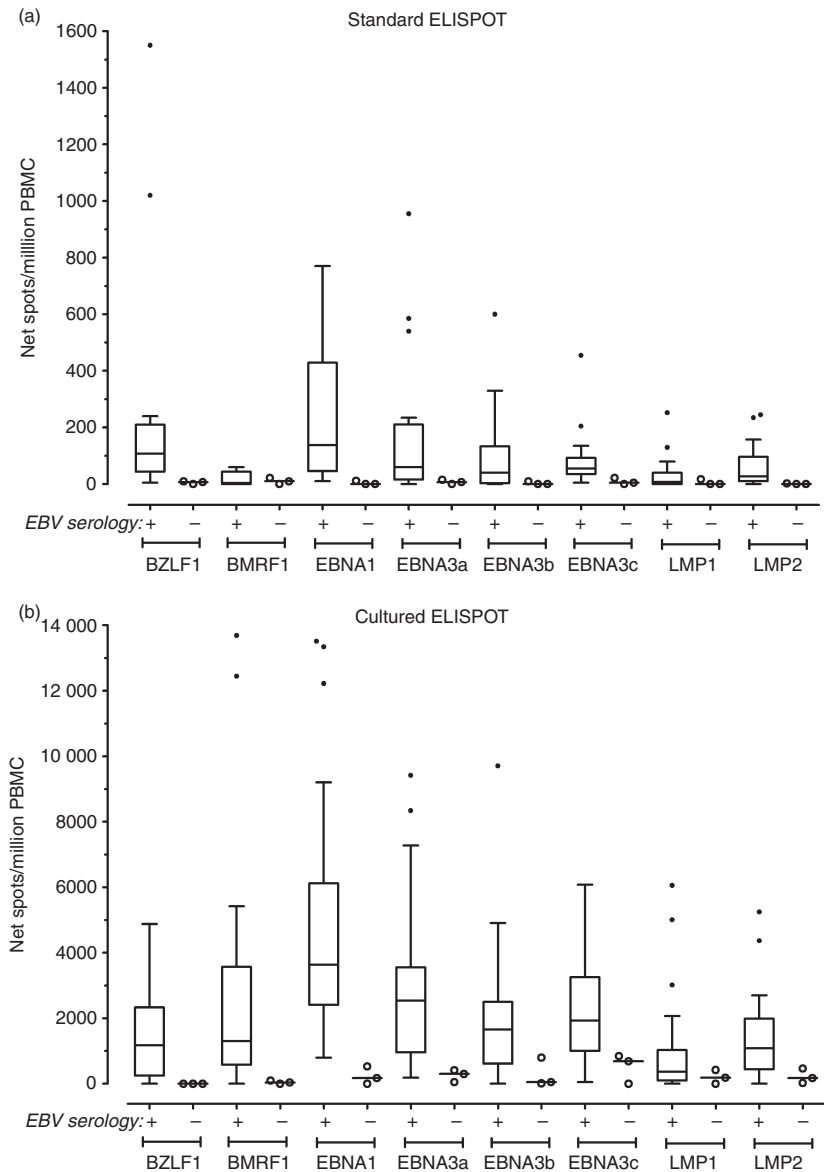 (a)
Standard ELISPOT
1600
1400
1200
1000
800
600
400
200
0
Net spots/milllion PBMC
EBV serology: + − + − + − + − + − + − + − + −
BZLF1 BMRF1 EBNA1 EBNA3a EBNA3b EBNA3c LMP1 LMP2
(b)
Cultured ELISPOT
14 000
12 000
10 000
8000
6000
4000
2000
0
Net spots/million PBMC
EBV serology: + − + − + − + − + − + − + − + −
BZLF1 BMRF1 EBNA1 EBNA3a EBNA3b EBNA3c LMP1 LMP2